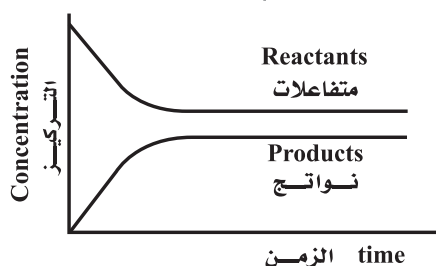 Reactants
متفاعلات
Concentration
التركيز
Products
نواتج
الزمن time